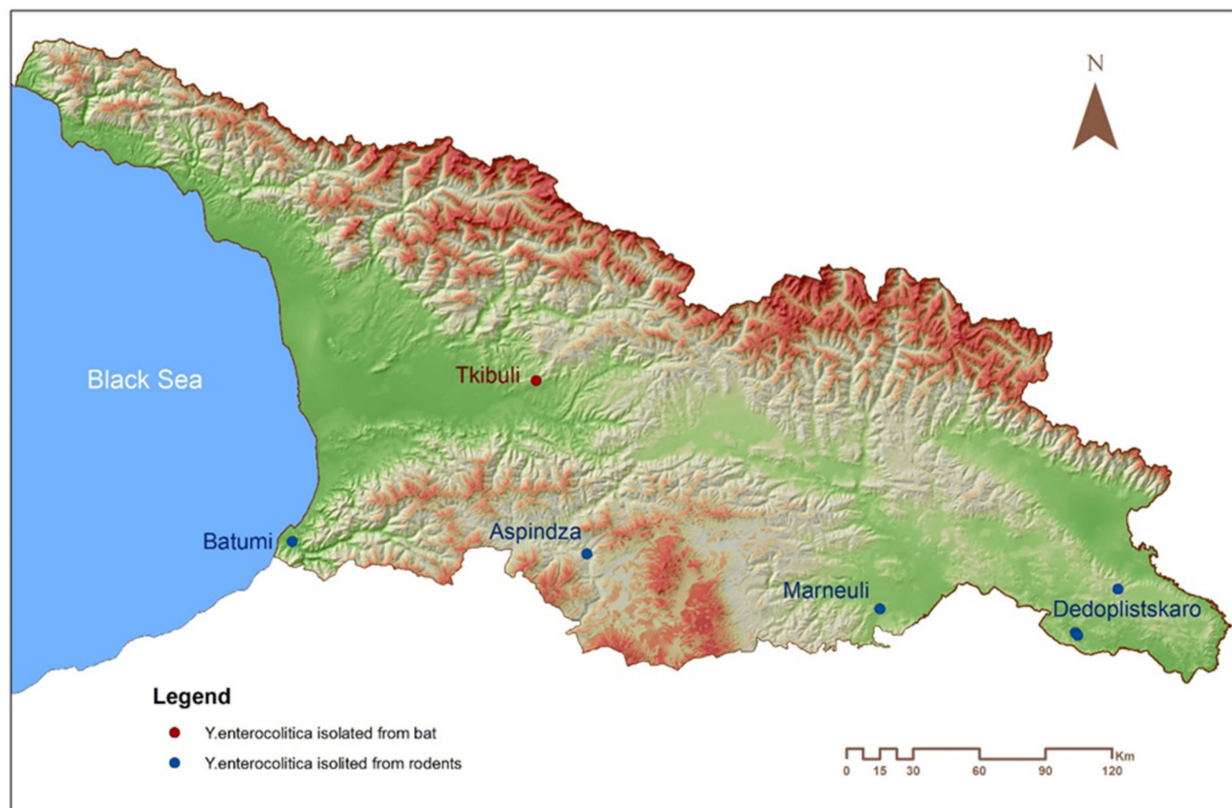 N
Black Sea
Tkibuli
Batumi
Aspindza
Marneuli
Dedoplistskaro
Legend
Y.enterocolitica isolated from bat
Y.enterocolitica isolited from rodents
Km
0 15 30 60 90 120